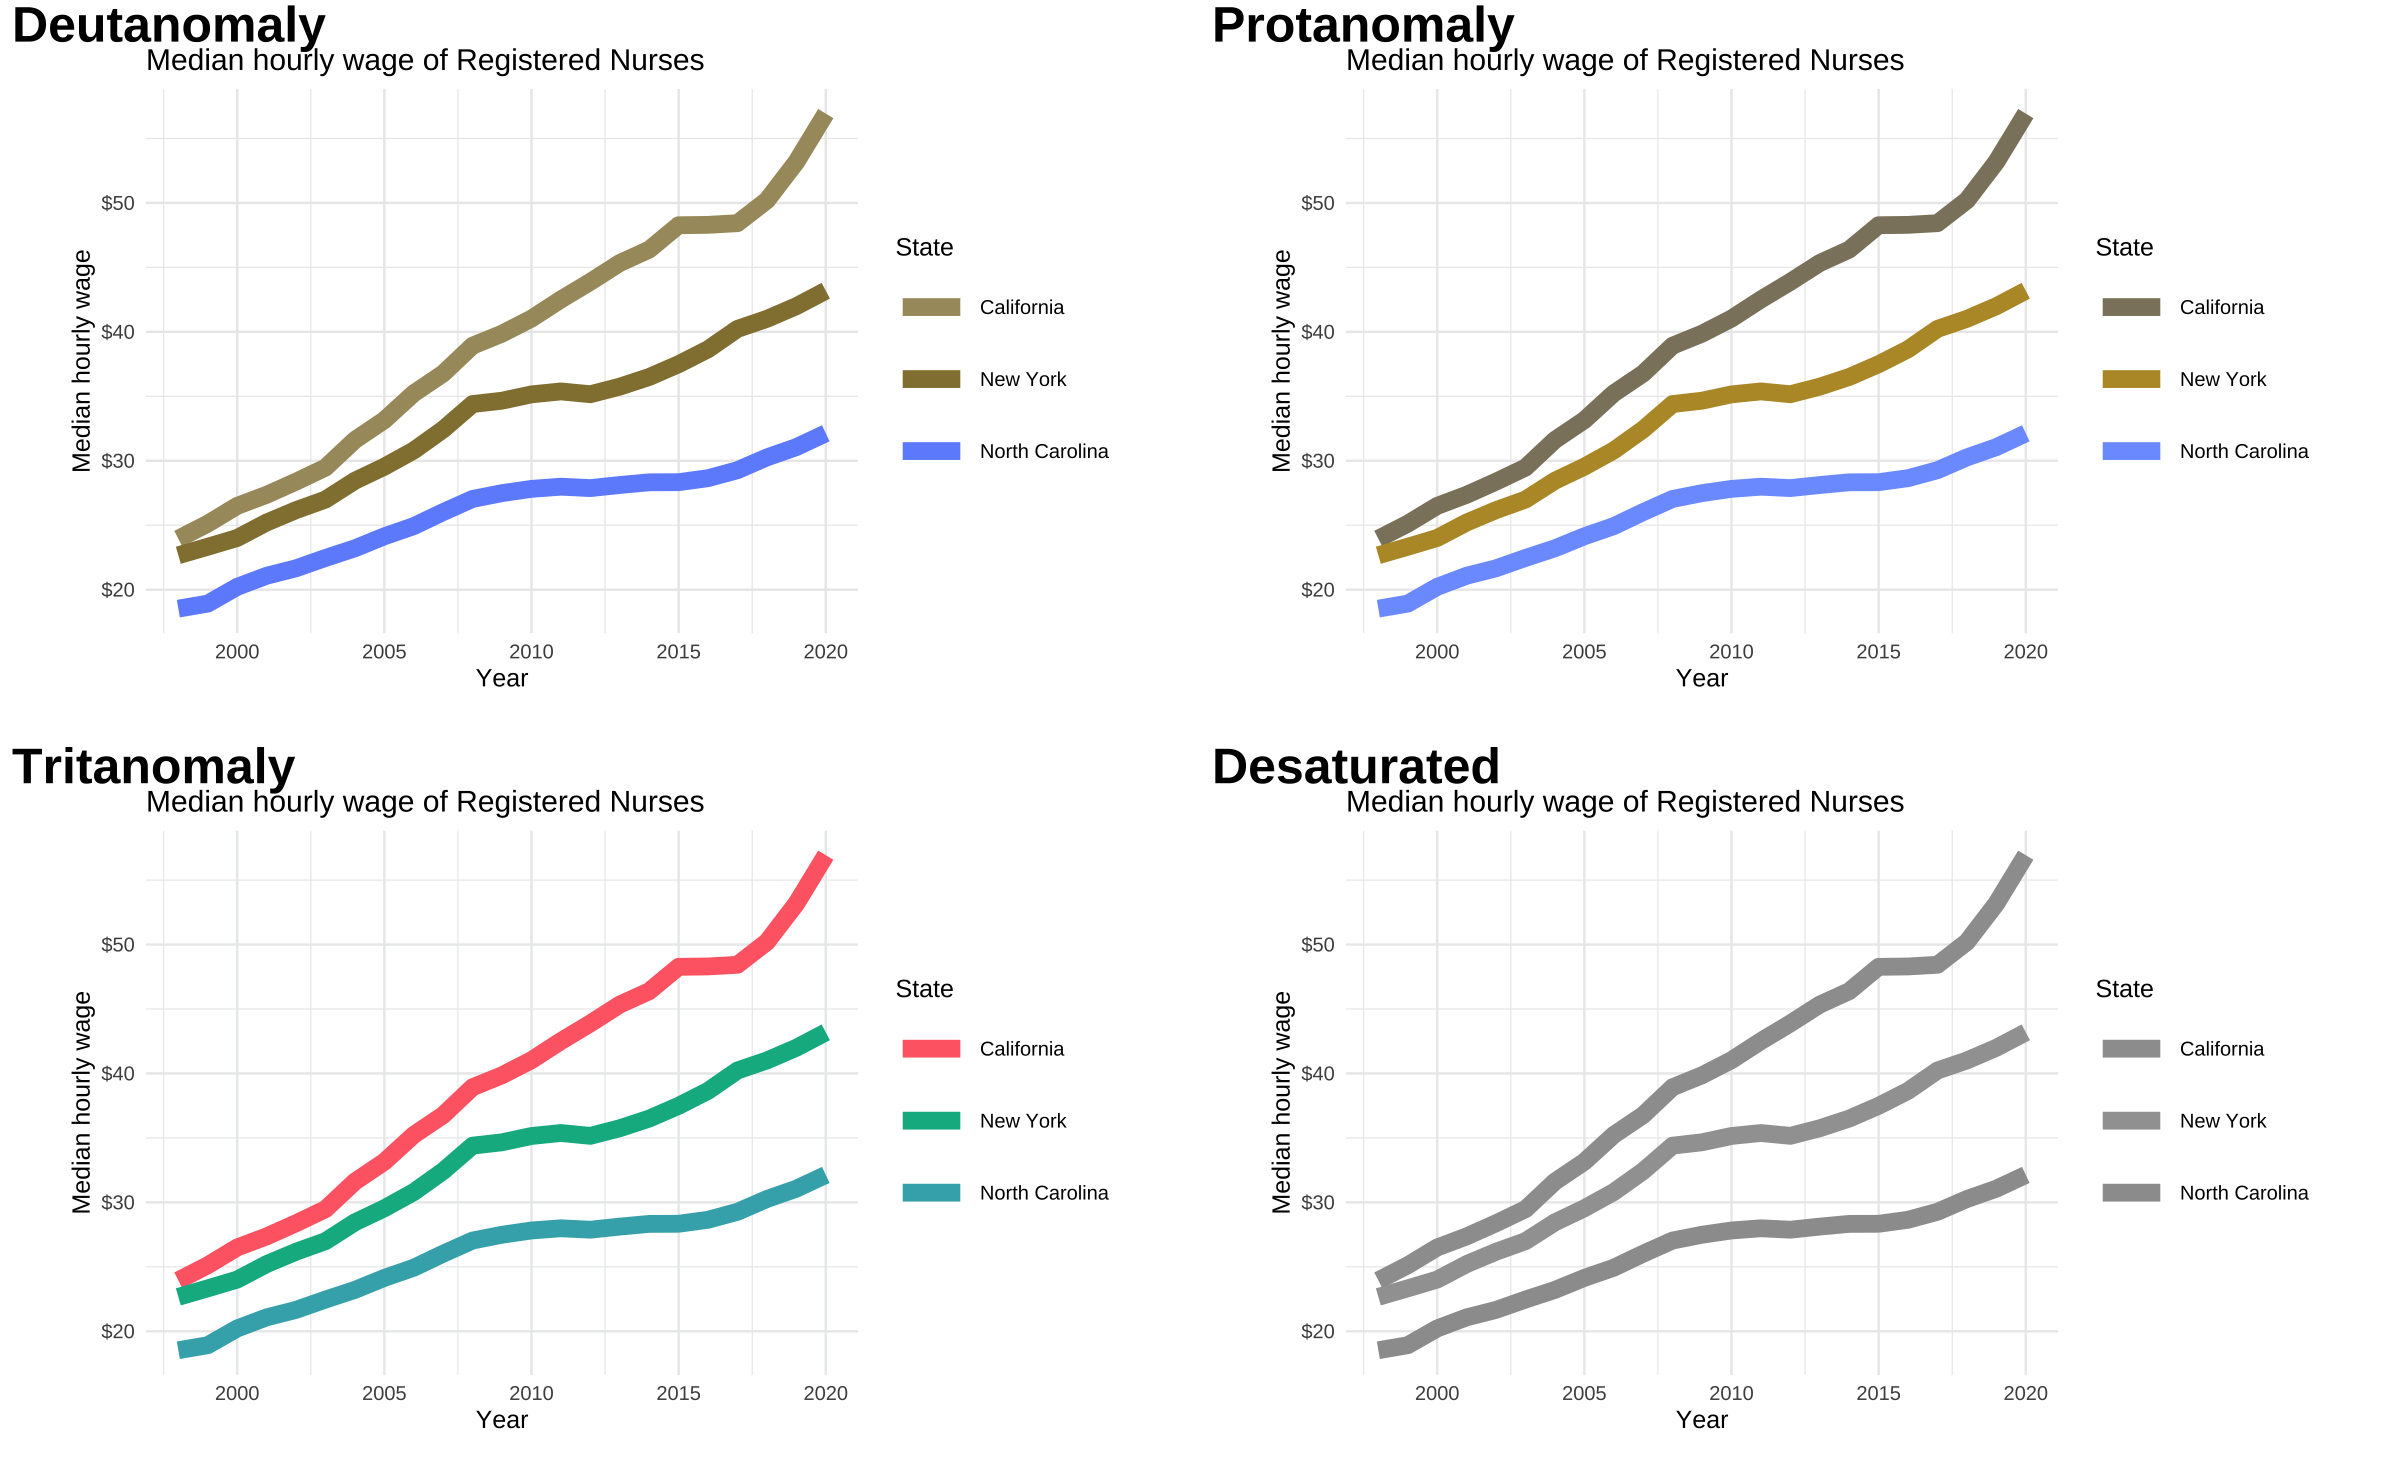 Deutanomaly
Median hourly wage of Registered Nurses
Median hourly wage
$50
$40
$30
$20
2000 2005 2010 2015 2020
Year
State
California
New York
North Carolina
Protanomaly
Median hourly wage of Registered Nurses
Median hourly wage
$50
$40
$30
$20
2000 2005 2010 2015 2020
Year
State
California
New York
North Carolina
Tritanomaly
Median hourly wage of Registered Nurses
Median hourly wage
$50
$40
$30
$20
2000 2005 2010 2015 2020
Year
State
California
New York
North Carolina
Desaturated
Median hourly wage of Registered Nurses
Median hourly wage
$50
$40
$30
$20
2000 2005 2010 2015 2020
Year
State
California
New York
North Carolina